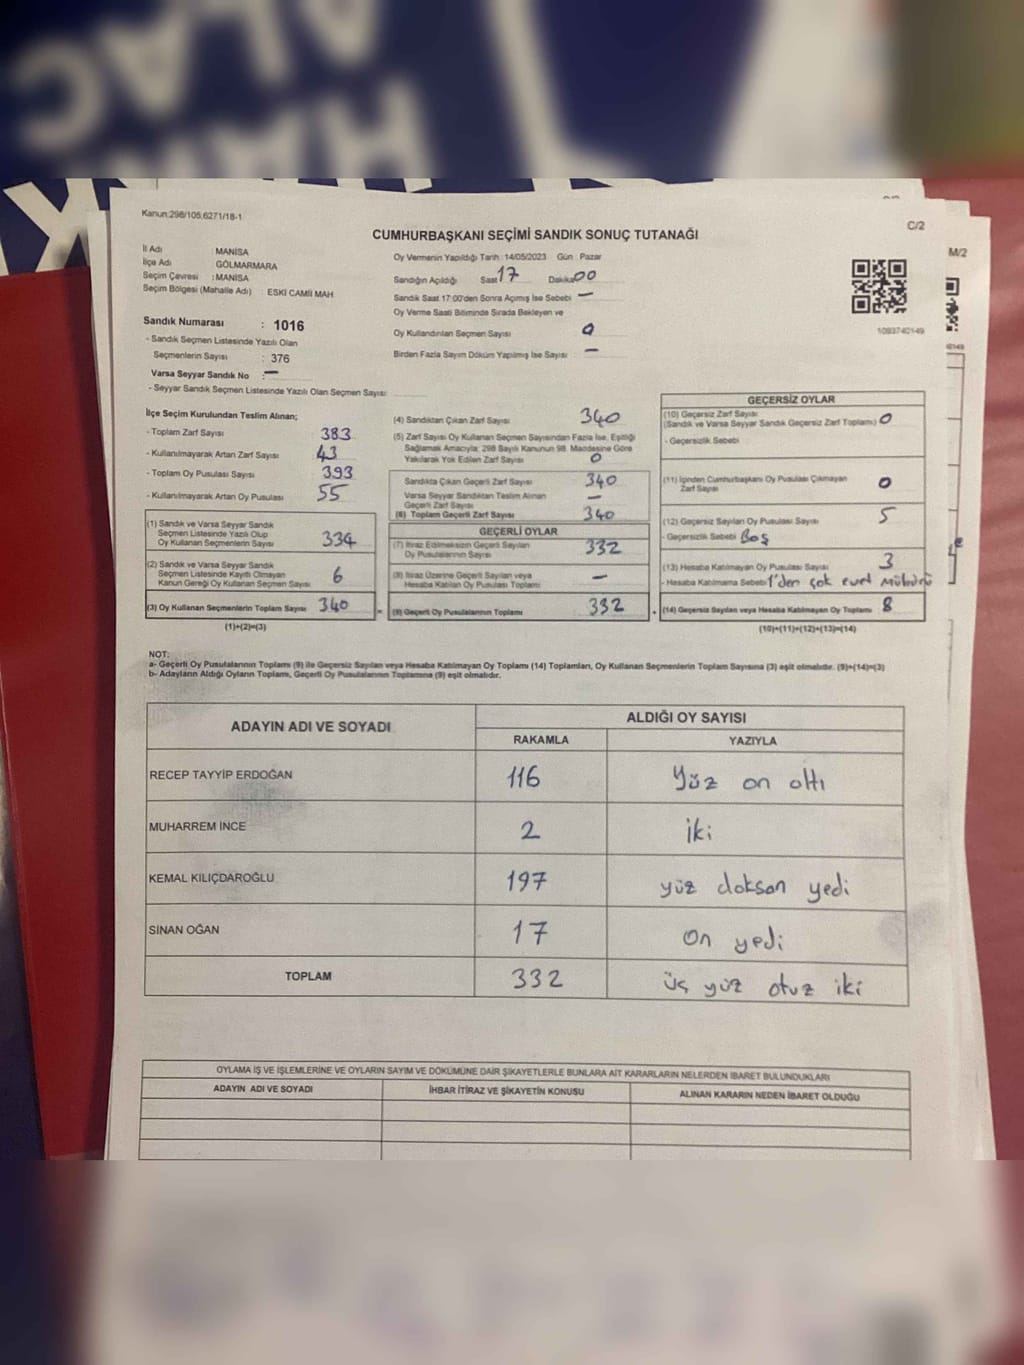 Kanun:298/105,6271/18-1
C/2
M/2
CUMHURBAŞKANI SEÇİMİ SANDIK SONUÇ TUTANAĞI
İl Adı : MANİSA
İlçe Adı : GÖLMARMARA
Seçim Çevresi : MANİSA
Seçim Bölgesi (Mahalle Adı) : ESKİ CAMİİ MAH.
Sandık Numarası : 1016
- Sandık Seçmen Listesinde Yazılı Olan
Seçmenlerin Sayısı : 376
Varsa Seyyar Sandık No : —
- Seyyar Sandık Seçmen Listesinde Yazılı Olan Seçmen Sayısı:
Oy Vermenin Yapıldığı Tarih: 14/05/2023 Gün : Pazar
Sandığın Açıldığı Saat 17 Dakika 00
Sandık Saat 17:00'den Sonra Açılmış İse Sebebi —
Oy Verme Saati Bitiminde Sırada Bekleyen ve
Oy Kullandırılan Seçmen Sayısı 0
Birden Fazla Sayım Döküm Yapılmış İse Sayısı —
1093740149
İlçe Seçim Kurulundan Teslim Alınan;
- Toplam Zarf Sayısı 383
- Kullanılmayarak Artan Zarf Sayısı 43
- Toplam Oy Pusulası Sayısı 393
- Kullanılmayarak Artan Oy Pusulası 55
(1) Sandık ve Varsa Seyyar Sandık
Seçmen Listesinde Yazılı Olup
Oy Kullanan Seçmenlerin Sayısı 334
(2) Sandık ve Varsa Seyyar Sandık
Seçmen Listesinde Kayıtlı Olmayan
Kanun Gereği Oy Kullanan Seçmen Sayısı 6
(3) Oy Kullanan Seçmenlerin Toplam Sayısı 340 =
(1)+(2)=(3)
(4) Sandıktan Çıkan Zarf Sayısı 340
(5) Zarf Sayısı Oy Kullanan Seçmen Sayısından Fazla İse, Eşitliği
Sağlamak Amacıyla; 298 Sayılı Kanunun 98. Maddesine Göre
Yakılarak Yok Edilen Zarf Sayısı 0
Sandıkta Çıkan Geçerli Zarf Sayısı 340
Varsa Seyyar Sandıktan Teslim Alınan
Geçerli Zarf Sayısı —
(6) Toplam Geçerli Zarf Sayısı 340
GEÇERLİ OYLAR
(7) İtiraz Edilmeksizin Geçerli Sayılan
Oy Pusulalarının Sayısı 332
(8) İtiraz Üzerine Geçerli Sayılan veya
Hesaba Katılan Oy Pusulası Toplamı —
(9) Geçerli Oy Pusulalarının Toplamı 332 +
GEÇERSİZ OYLAR
(10) Geçersiz Zarf Sayısı
(Sandık ve Varsa Seyyar Sandık Geçersiz Zarf Toplamı) 0
- Geçersizlik Sebebi
(11) İçinden Cumhurbaşkanı Oy Pusulası Çıkmayan
Zarf Sayısı 0
(12) Geçersiz Sayılan Oy Pusulası Sayısı 5
- Geçersizlik Sebebi Boş
(13) Hesaba Katılmayan Oy Pusulası Sayısı 3
- Hesaba Katılmama Sebebi 1'den çok evet mühürü
(14) Geçersiz Sayılan veya Hesaba Katılmayan Oy Toplamı 8
(10)+(11)+(12)+(13)=(14)
NOT:
a- Geçerli Oy Pusulalarının Toplamı (9) ile Geçersiz Sayılan veya Hesaba Katılmayan Oy Toplamı (14) Toplamları, Oy Kullanan Seçmenlerin Toplam Sayısına (3) eşit olmalıdır. (9)+(14)=(3)
b- Adayların Aldığı Oyların Toplamı, Geçerli Oy Pusulalarının Toplamına (9) eşit olmalıdır.
ADAYIN ADI VE SOYADI ALDIĞI OY SAYISI
RAKAMLA YAZIYLA
RECEP TAYYİP ERDOĞAN 116 Yüz on altı
MUHARREM İNCE 2 iki
KEMAL KILIÇDAROĞLU 197 yüz doksan yedi
SİNAN OĞAN 17 on yedi
TOPLAM 332 üç yüz otuz iki
OYLAMA İŞ VE İŞLEMLERİNE VE OYLARIN SAYIM VE DÖKÜMÜNE DAİR ŞİKAYETLERLE BUNLARA AİT KARARLARIN NELERDEN İBARET BULUNDUKLARI
ADAYIN ADI VE SOYADI İHBAR İTİRAZ VE ŞİKAYETİN KONUSU ALINAN KARARIN NEDEN İBARET OLDUĞU